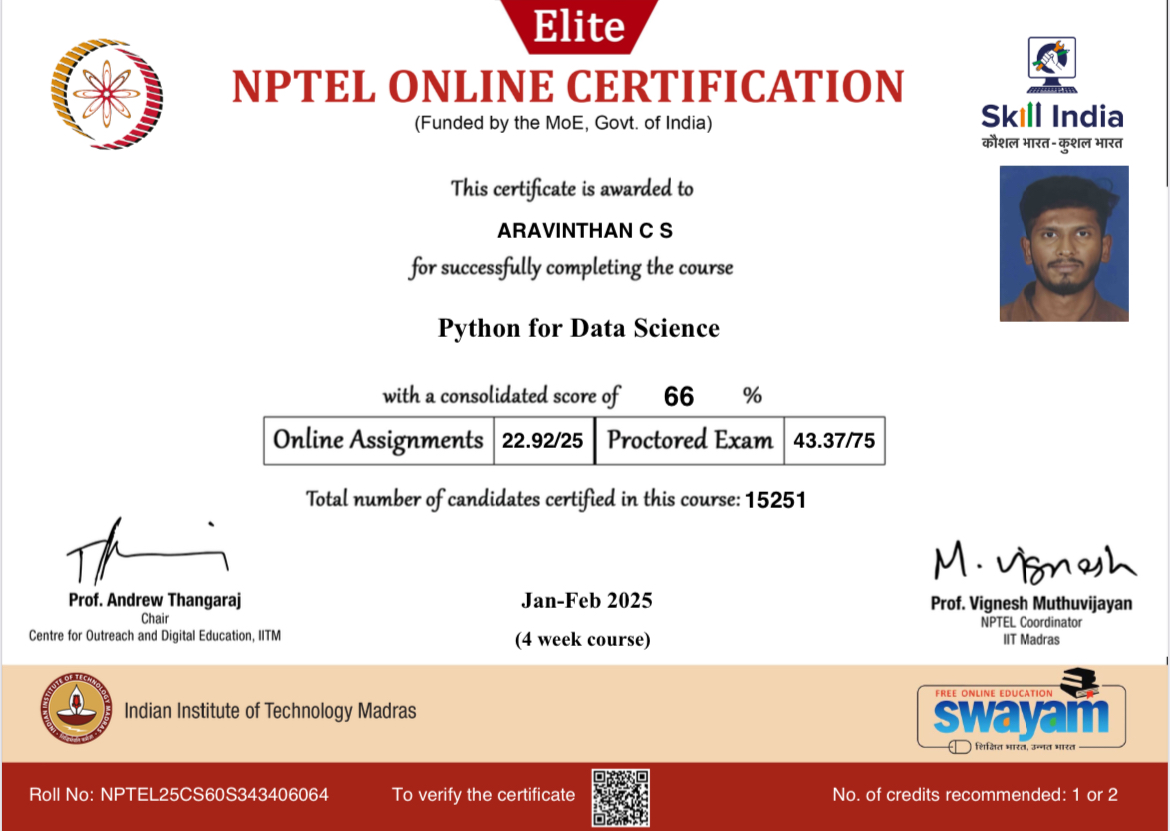 Elite
NPTEL ONLINE CERTIFICATION
(Funded by the MoE, Govt. of India)
Skill India
कौशल भारत - कुशल भारत
This certificate is awarded to
ARAVINTHAN C S
for successfully completing the course
Python for Data Science
with a consolidated score of 66 %
Online Assignments 22.92/25 Proctored Exam 43.37/75
Total number of candidates certified in this course: 15251
M. Vignesh
Prof. Andrew Thangaraj
Chair
Centre for Outreach and Digital Education, IITM
Jan-Feb 2025
(4 week course)
Prof. Vignesh Muthuvijayan
NPTEL Coordinator
IIT Madras
INDIAN INSTITUTE OF TECHNOLOGY MADRAS
Indian Institute of Technology Madras
FREE ONLINE EDUCATION
swayam
शिक्षित भारत, उन्नत भारत
Roll No: NPTEL25CS60S343406064
To verify the certificate
No. of credits recommended: 1 or 2